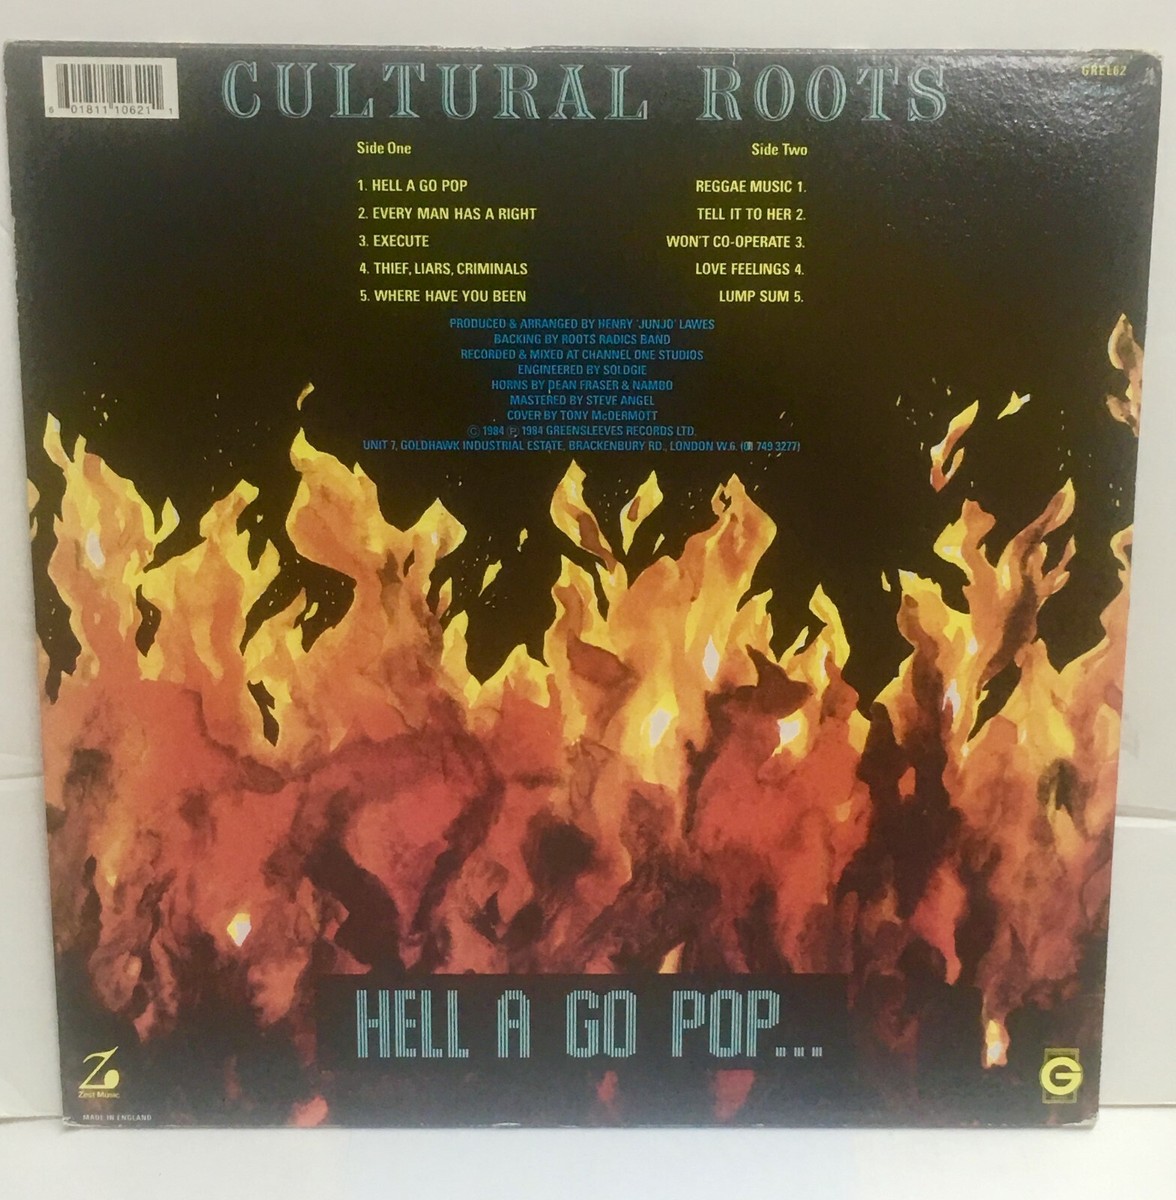 CULTURAL ROOTS
GREL62
6 01811 10621 1
Side One
1. HELL A GO POP
2. EVERY MAN HAS A RIGHT
3. EXECUTE
4. THIEF, LIARS, CRIMINALS
5. WHERE HAVE YOU BEEN
Side Two
REGGAE MUSIC 1.
TELL IT TO HER 2.
WON'T CO-OPERATE 3.
LOVE FEELINGS 4.
LUMP SUM 5.
PRODUCED & ARRANGED BY HENRY 'JUNJO' LAWES
BACKING BY ROOTS RADICS BAND
RECORDED & MIXED AT CHANNEL ONE STUDIOS
ENGINEERED BY SOLDGIE
HORNS BY DEAN FRASER & NAMBO
MASTERED BY STEVE ANGEL
COVER BY TONY McDERMOTT
© 1984 ℗ 1984 GREENSLEEVES RECORDS LTD.
UNIT 7, GOLDHAWK INDUSTRIAL ESTATE, BRACKENBURY RD., LONDON W.6. (01 749 3277)
HELL A GO POP...
Z
Zest Music
MADE IN ENGLAND
G